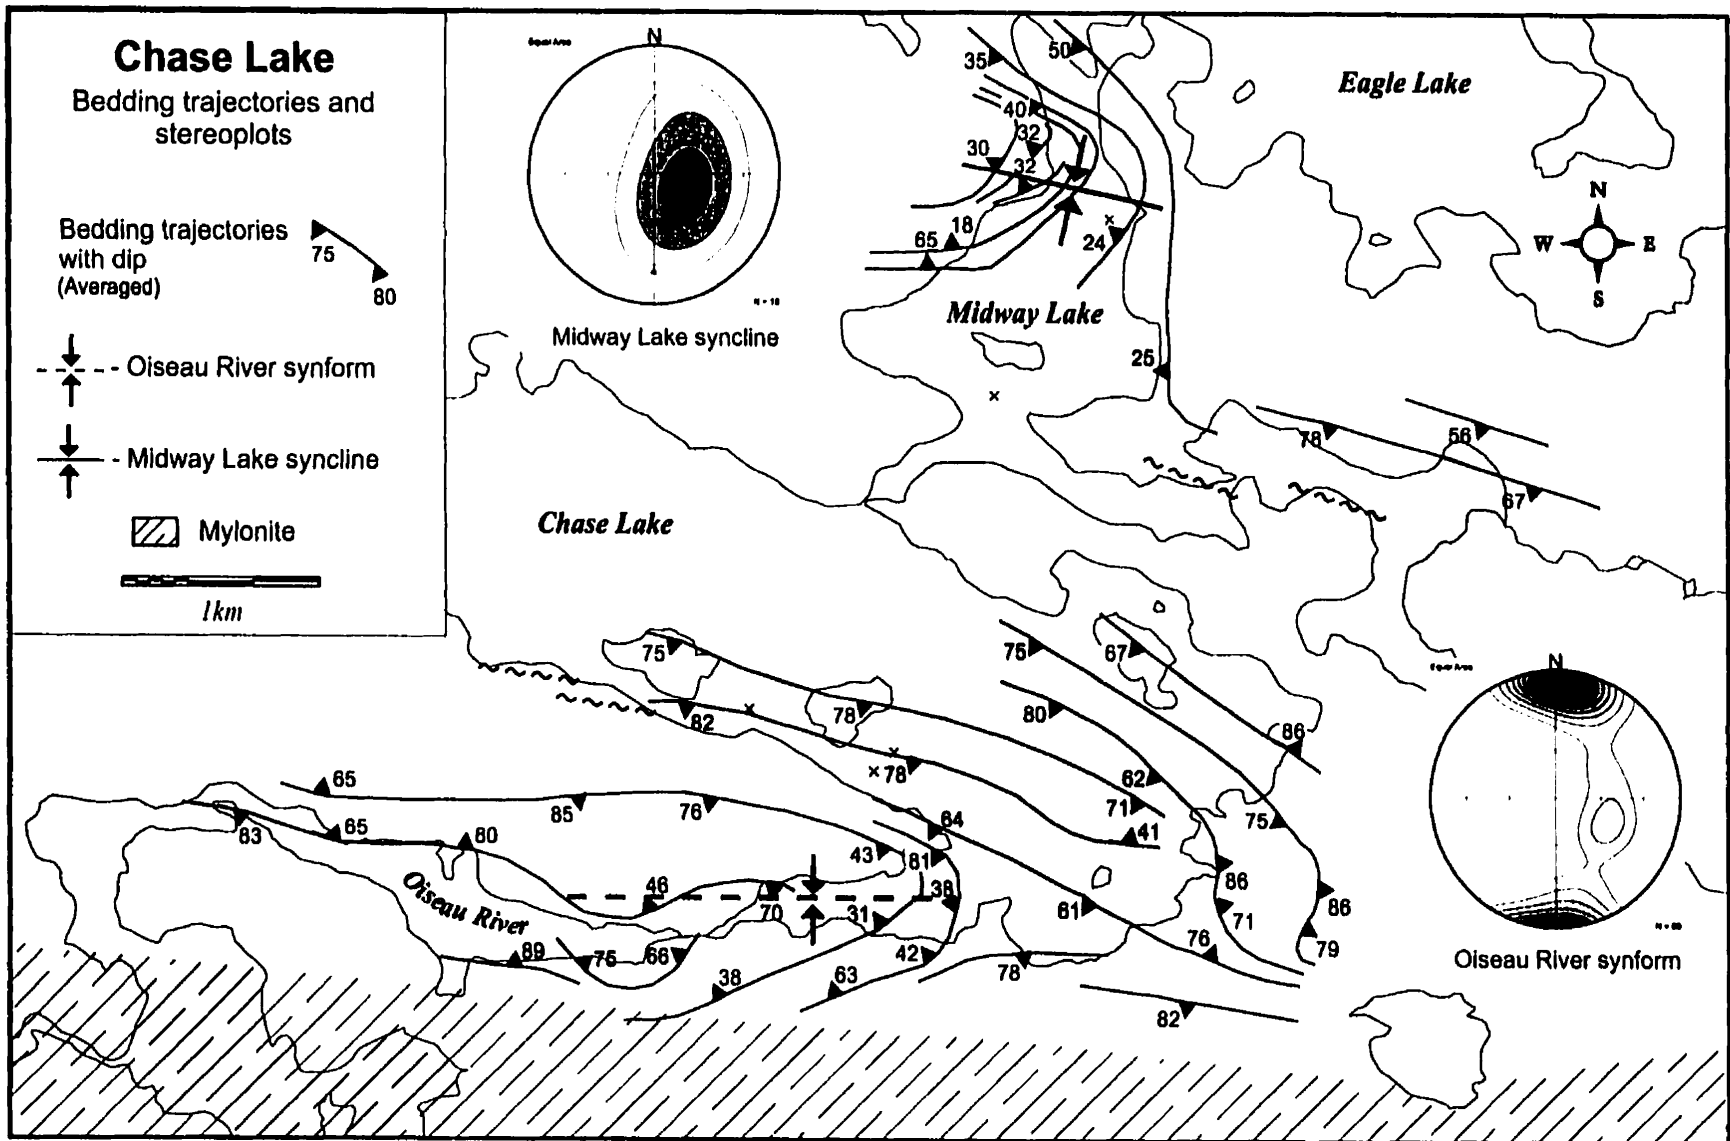 Chase Lake
Bedding trajectories and
stereoplots
Bedding trajectories
with dip
(Averaged)
75
80
Oiseau River synform
Midway Lake syncline
Mylonite
1km
Equal Area
N
Midway Lake syncline
35
50
40
32
30
32
18
65
24
Eagle Lake
N
W
E
S
Midway Lake
25
78
56
67
Chase Lake
75
82
78
78
75
67
80
86
62
71
41
75
65
85
76
64
83
65
80
43
81
86
46
70
31
38
61
71
86
76
79
Oiseau River
89
75
66
42
78
38
63
82
Equal Area
N
Oiseau River synform